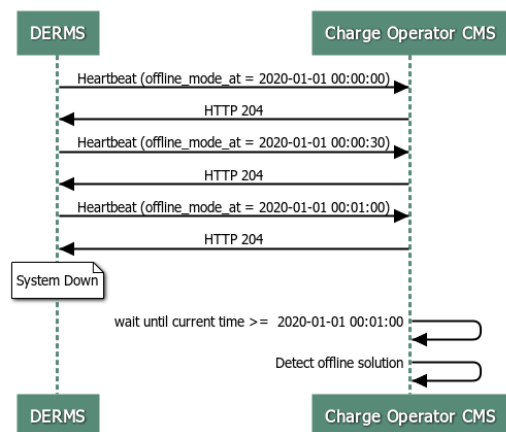 DERMS
Charge Operator CMS
Heartbeat (offline_mode_at = 2020-01-01 00:00:00)
HTTP 204
Heartbeat (offline_mode_at = 2020-01-01 00:00:30)
HTTP 204
Heartbeat (offline_mode_at = 2020-01-01 00:01:00)
HTTP 204
System Down
wait until current time >= 2020-01-01 00:01:00
Detect offline solution
DERMS
Charge Operator CMS